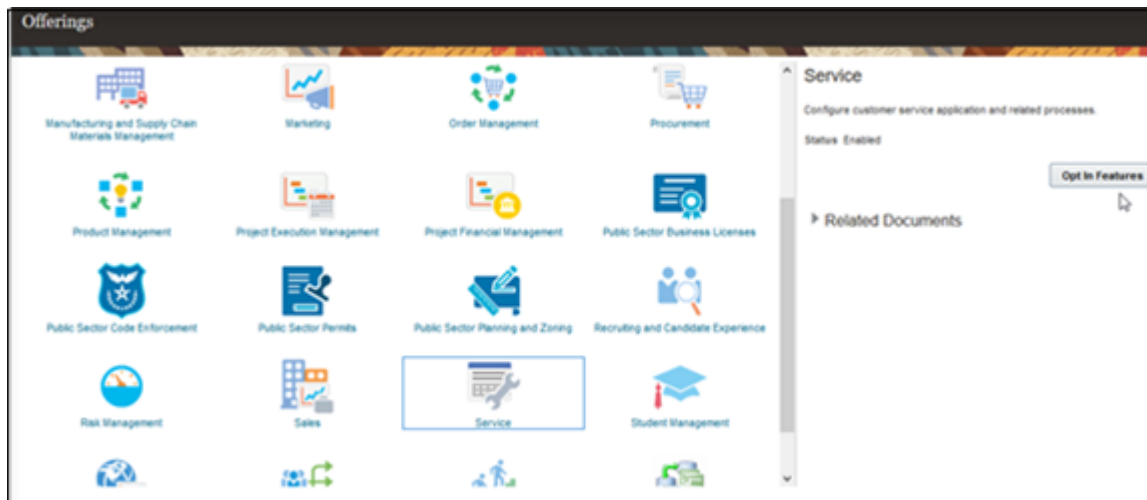 Offerings
Manufacturing and Supply Chain
Materials Management
Marketing
Order Management
Procurement
Product Management
Project Execution Management
Project Financial Management
Public Sector Business Licenses
Public Sector Code Enforcement
Public Sector Permits
Public Sector Planning and Zoning
Recruiting and Candidate Experience
Risk Management
Sales
Service
Student Management
Service
Configure customer service application and related processes.
Status Enabled
Opt In Features
Related Documents